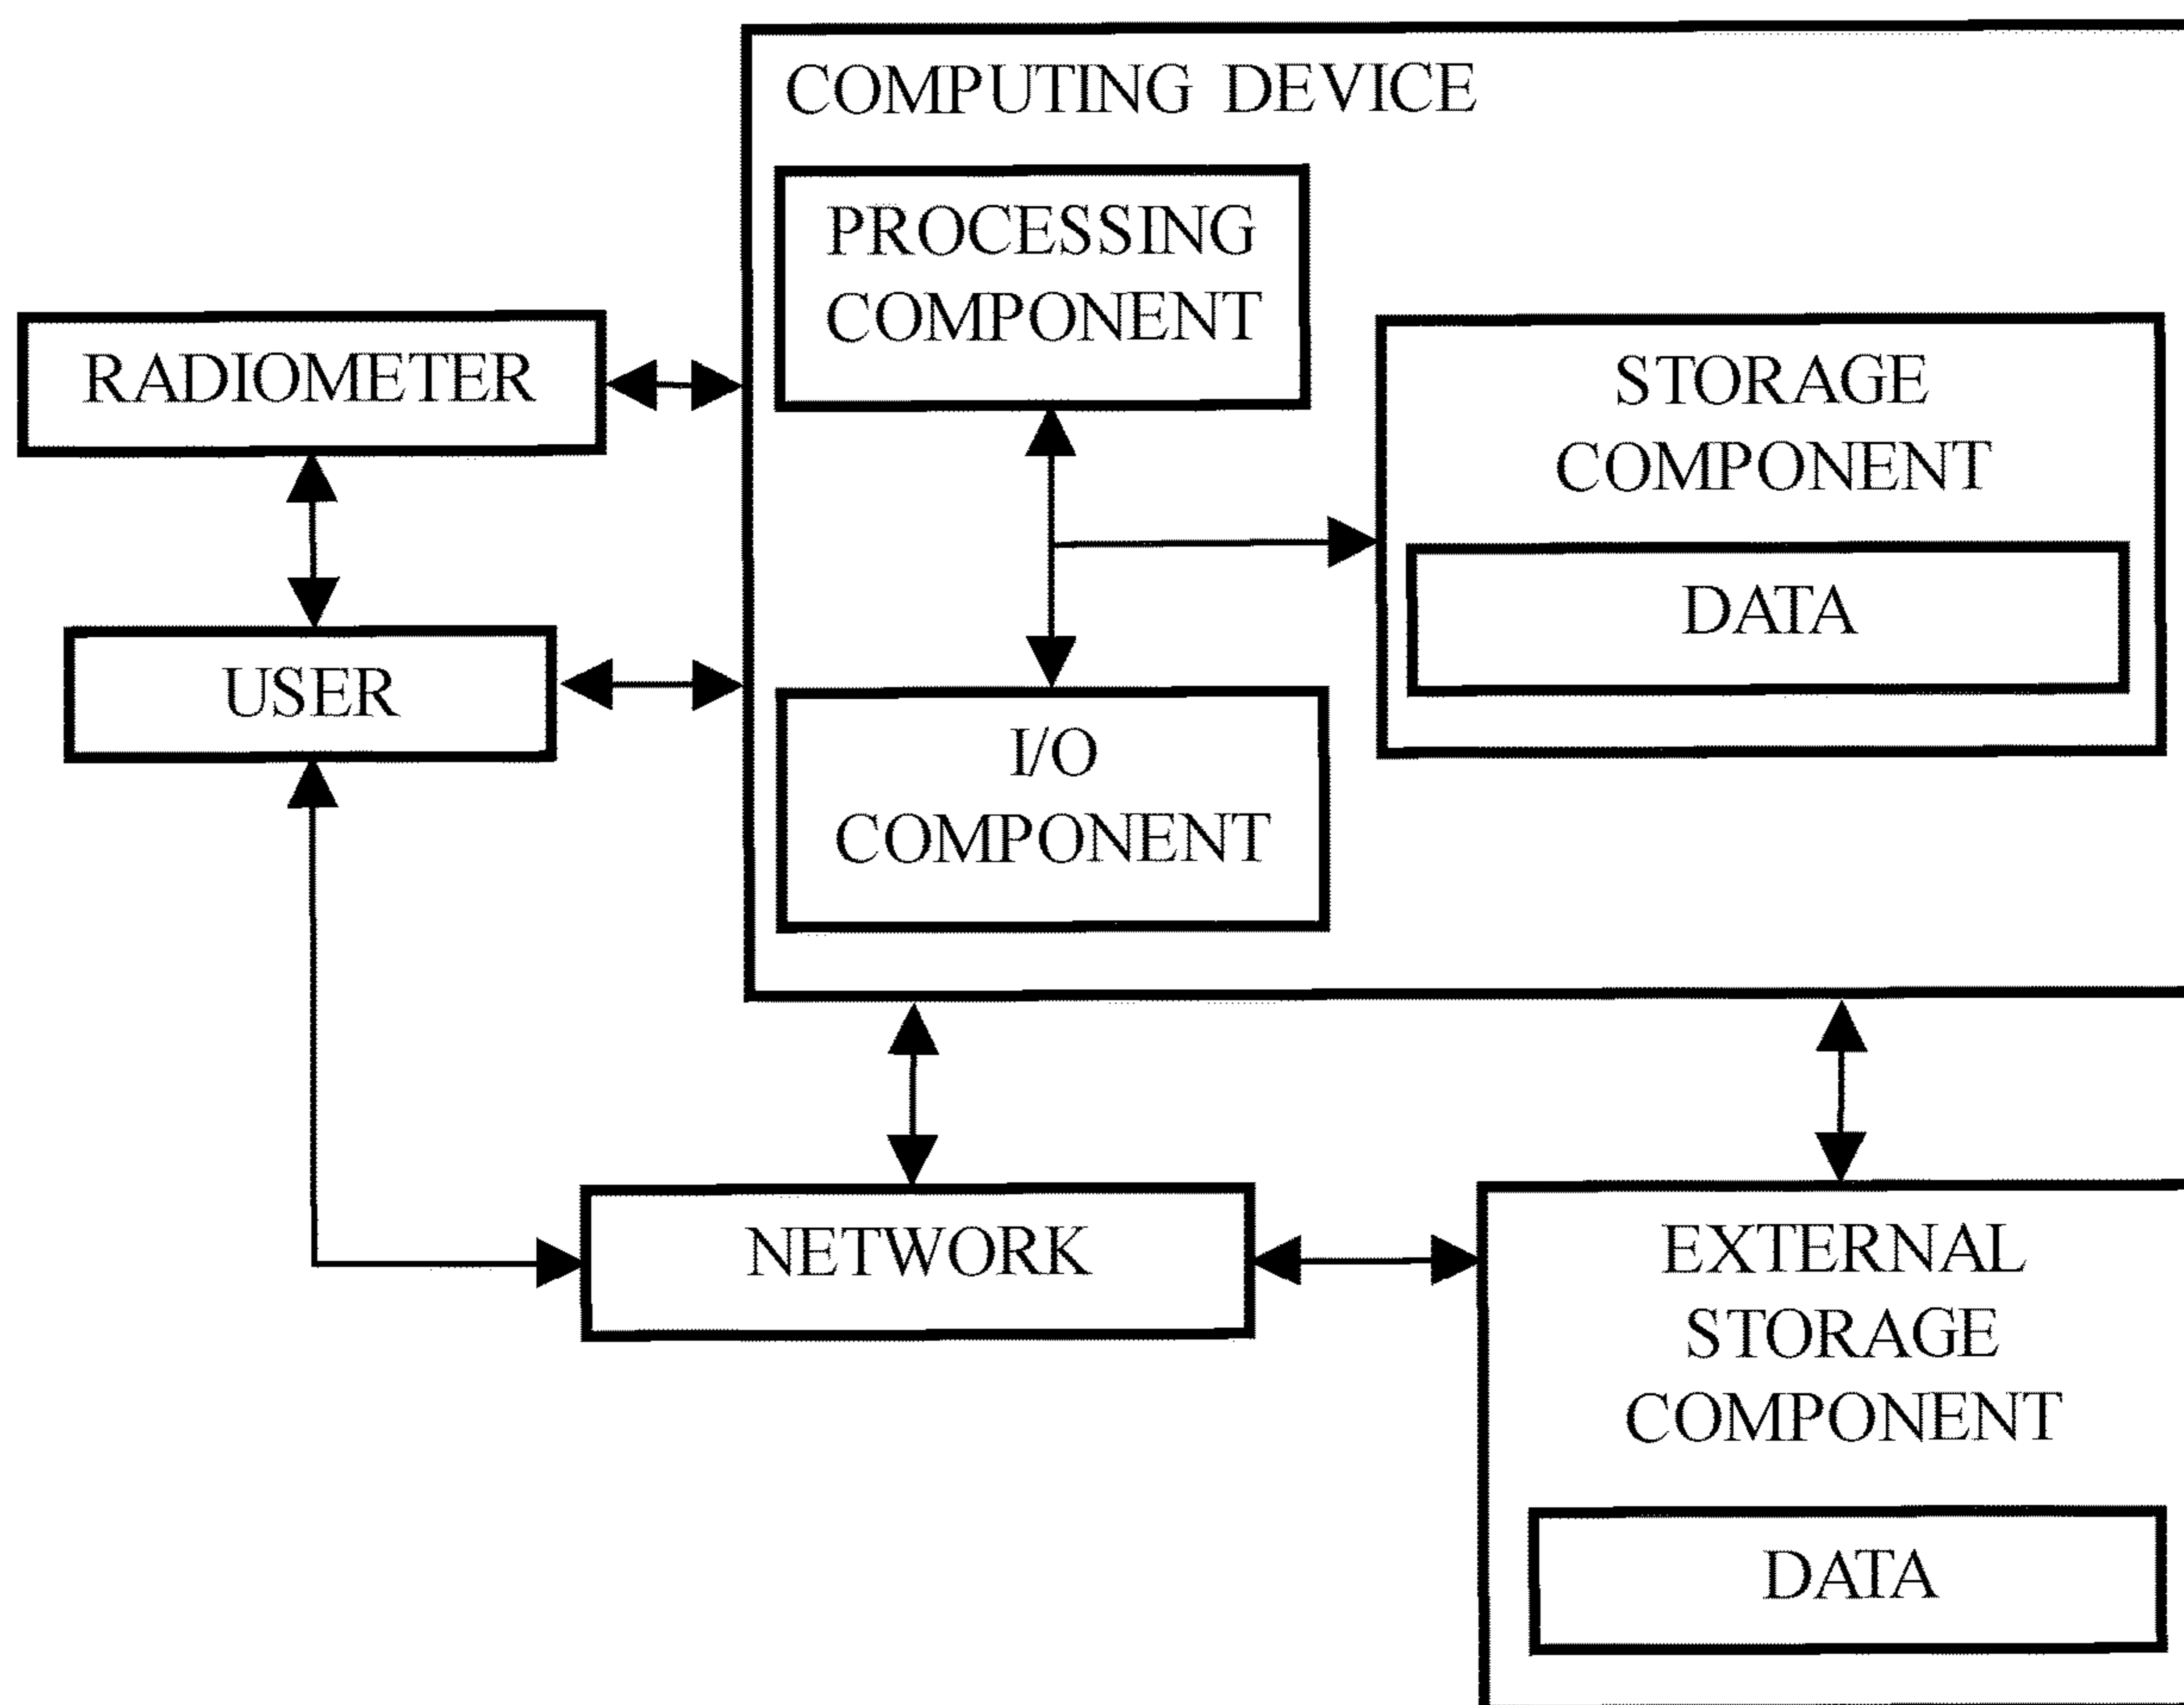 COMPUTING DEVICE
PROCESSING
COMPONENT
RADIOMETER
STORAGE
COMPONENT
DATA
USER
I/O
COMPONENT
NETWORK
EXTERNAL
STORAGE
COMPONENT
DATA